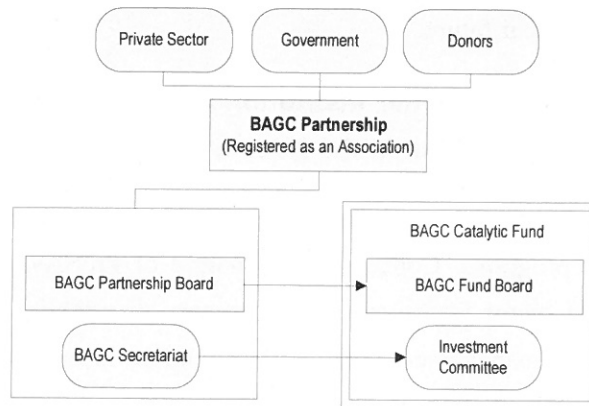 Private Sector
Government
Donors
BAGC Partnership
(Registered as an Association)
BAGC Catalytic Fund
BAGC Partnership Board
BAGC Fund Board
BAGC Secretariat
Investment
Committee